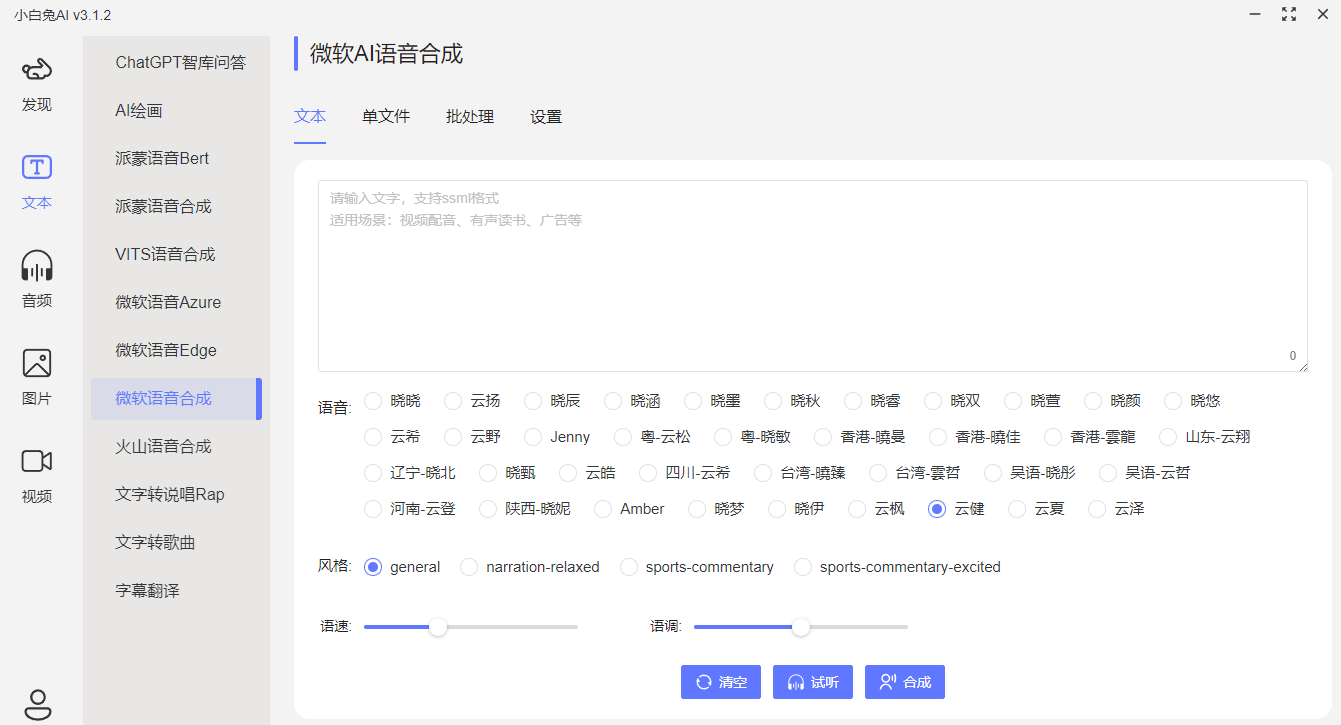 小白兔AI v3.1.2
发现
文本
音频
图片
视频
ChatGPT智库问答
AI绘画
派蒙语音Bert
派蒙语音合成
VITS语音合成
微软语音Azure
微软语音Edge
微软语音合成
火山语音合成
文字转说唱Rap
文字转歌曲
字幕翻译
微软AI语音合成
文本 单文件 批处理 设置
请输入文字，支持ssml格式
适用场景：视频配音、有声读书、广告等
0
语音: 晓晓 云扬 晓辰 晓涵 晓墨 晓秋 晓睿 晓双 晓萱 晓颜 晓悠
云希 云野 Jenny 粤-云松 粤-晓敏 香港-曉曼 香港-曉佳 香港-雲龍 山东-云翔
辽宁-晓北 晓甄 云皓 四川-云希 台湾-曉臻 台湾-雲哲 吴语-晓彤 吴语-云哲
河南-云登 陕西-晓妮 Amber 晓梦 晓伊 云枫 云健 云夏 云泽
风格: general narration-relaxed sports-commentary sports-commentary-excited
语速: 语调:
清空 试听 合成